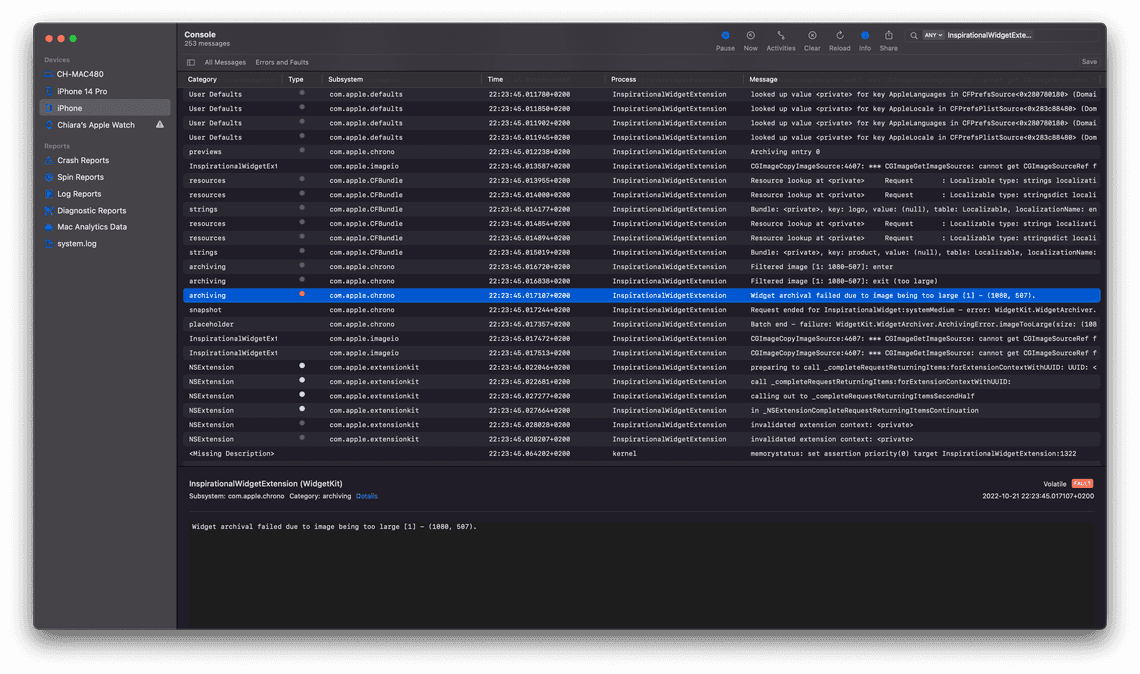 Console
253 messages
Pause Now Activities Clear Reload Info Share
ANY InspirationalWidgetExte...
All Messages Errors and Faults Save
Devices
CH-MAC480
iPhone 14 Pro
iPhone
Chiara's Apple Watch
Reports
Crash Reports
Spin Reports
Log Reports
Diagnostic Reports
Mac Analytics Data
system.log
Category Type Subsystem Time Process Message
User Defaults com.apple.defaults 22:23:45.011780+0200 InspirationalWidgetExtension looked up value <private> for key AppleLanguages in CFPrefsSource<0x280780180> (Domai
User Defaults com.apple.defaults 22:23:45.011850+0200 InspirationalWidgetExtension looked up value <private> for key AppleLocale in CFPrefsPlistSource<0x283c88480> (Dom
User Defaults com.apple.defaults 22:23:45.011902+0200 InspirationalWidgetExtension looked up value <private> for key AppleLanguages in CFPrefsSource<0x280780180> (Domai
User Defaults com.apple.defaults 22:23:45.011945+0200 InspirationalWidgetExtension looked up value <private> for key AppleLocale in CFPrefsPlistSource<0x283c88480> (Dom
previews com.apple.chrono 22:23:45.012238+0200 InspirationalWidgetExtension Archiving entry 0
InspirationalWidgetExt com.apple.imageio 22:23:45.013587+0200 InspirationalWidgetExtension CGImageCopyImageSource:4607: *** CGImageGetImageSource: cannot get CGImageSourceRef f
resources com.apple.CFBundle 22:23:45.013955+0200 InspirationalWidgetExtension Resource lookup at <private> Request : Localizable type: strings localizati
resources com.apple.CFBundle 22:23:45.014000+0200 InspirationalWidgetExtension Resource lookup at <private> Request : Localizable type: stringsdict locali
strings com.apple.CFBundle 22:23:45.014177+0200 InspirationalWidgetExtension Bundle: <private>, key: logo, value: (null), table: Localizable, localizationName: en
resources com.apple.CFBundle 22:23:45.014854+0200 InspirationalWidgetExtension Resource lookup at <private> Request : Localizable type: strings localizati
resources com.apple.CFBundle 22:23:45.014894+0200 InspirationalWidgetExtension Resource lookup at <private> Request : Localizable type: stringsdict locali
strings com.apple.CFBundle 22:23:45.015019+0200 InspirationalWidgetExtension Bundle: <private>, key: product, value: (null), table: Localizable, localizationName:
archiving com.apple.chrono 22:23:45.016720+0200 InspirationalWidgetExtension Filtered image [1: 1080-507]: enter
archiving com.apple.chrono 22:23:45.016838+0200 InspirationalWidgetExtension Filtered image [1: 1080-507]: exit (too large)
archiving com.apple.chrono 22:23:45.017107+0200 InspirationalWidgetExtension Widget archival failed due to image being too large [1] - (1080, 507).
snapshot com.apple.chrono 22:23:45.017244+0200 InspirationalWidgetExtension Request ended for InspirationalWidget:systemMedium - error: WidgetKit.WidgetArchiver.
placeholder com.apple.chrono 22:23:45.017357+0200 InspirationalWidgetExtension Batch end - failure: WidgetKit.WidgetArchiver.ArchivingError.imageTooLarge(size: (108
InspirationalWidgetExt com.apple.imageio 22:23:45.017472+0200 InspirationalWidgetExtension CGImageCopyImageSource:4607: *** CGImageGetImageSource: cannot get CGImageSourceRef f
InspirationalWidgetExt com.apple.imageio 22:23:45.017513+0200 InspirationalWidgetExtension CGImageCopyImageSource:4607: *** CGImageGetImageSource: cannot get CGImageSourceRef f
NSExtension com.apple.extensionkit 22:23:45.022046+0200 InspirationalWidgetExtension preparing to call _completeRequestReturningItems:forExtensionContextWithUUID: UUID: <
NSExtension com.apple.extensionkit 22:23:45.022681+0200 InspirationalWidgetExtension call _completeRequestReturningItems:forExtensionContextWithUUID:
NSExtension com.apple.extensionkit 22:23:45.027277+0200 InspirationalWidgetExtension calling out to _completeRequestReturningItemsSecondHalf
NSExtension com.apple.extensionkit 22:23:45.027664+0200 InspirationalWidgetExtension in _NSExtensionCompleteRequestReturningItemsContinuation
NSExtension com.apple.extensionkit 22:23:45.028028+0200 InspirationalWidgetExtension invalidated extension context: <private>
NSExtension com.apple.extensionkit 22:23:45.028207+0200 InspirationalWidgetExtension invalidated extension context: <private>
<Missing Description> 22:23:45.064202+0200 kernel memorystatus: set assertion priority(0) target InspirationalWidgetExtension:1322
InspirationalWidgetExtension (WidgetKit) Volatile FAULT
Subsystem: com.apple.chrono Category: archiving Details 2022-10-21 22:23:45.017107+0200
Widget archival failed due to image being too large [1] - (1080, 507).